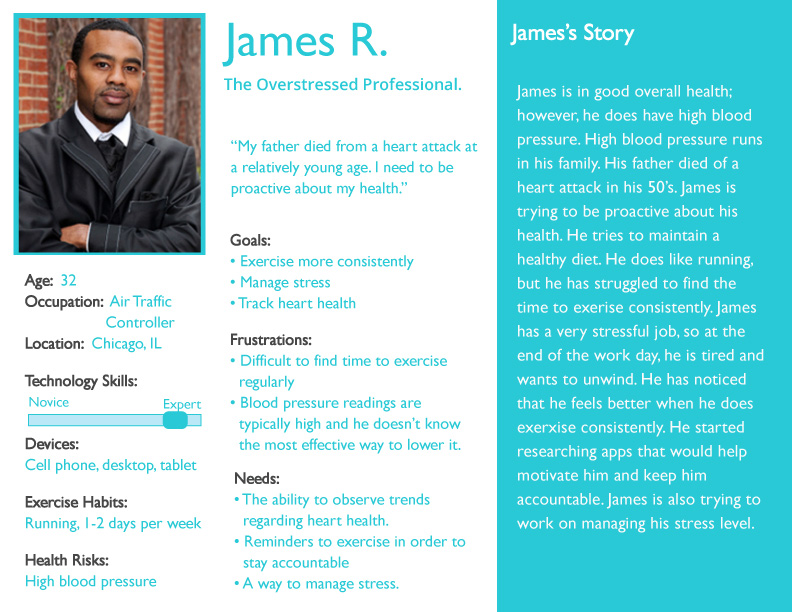 James R.
The Overstressed Professional.
“My father died from a heart attack at
a relatively young age. I need to be
proactive about my health.”
Age: 32
Occupation: Air Traffic
Controller
Location: Chicago, IL
Technology Skills:
Novice Expert
Devices:
Cell phone, desktop, tablet
Exercise Habits:
Running, 1-2 days per week
Health Risks:
High blood pressure
Goals:
• Exercise more consistently
• Manage stress
• Track heart health
Frustrations:
• Difficult to find time to exercise
regularly
• Blood pressure readings are
typically high and he doesn’t know
the most effective way to lower it.
Needs:
• The ability to observe trends
regarding heart health.
• Reminders to exercise in order to
stay accountable
• A way to manage stress.
James’s Story
James is in good overall health;
however, he does have high blood
pressure. High blood pressure runs
in his family. His father died of a
heart attack in his 50’s. James is
trying to be proactive about his
health. He tries to maintain a
healthy diet. He does like running,
but he has struggled to find the
time to exerise consistently. James
has a very stressful job, so at the
end of the work day, he is tired and
wants to unwind. He has noticed
that he feels better when he does
exerxise consistently. He started
researching apps that would help
motivate him and keep him
accountable. James is also trying to
work on managing his stress level.